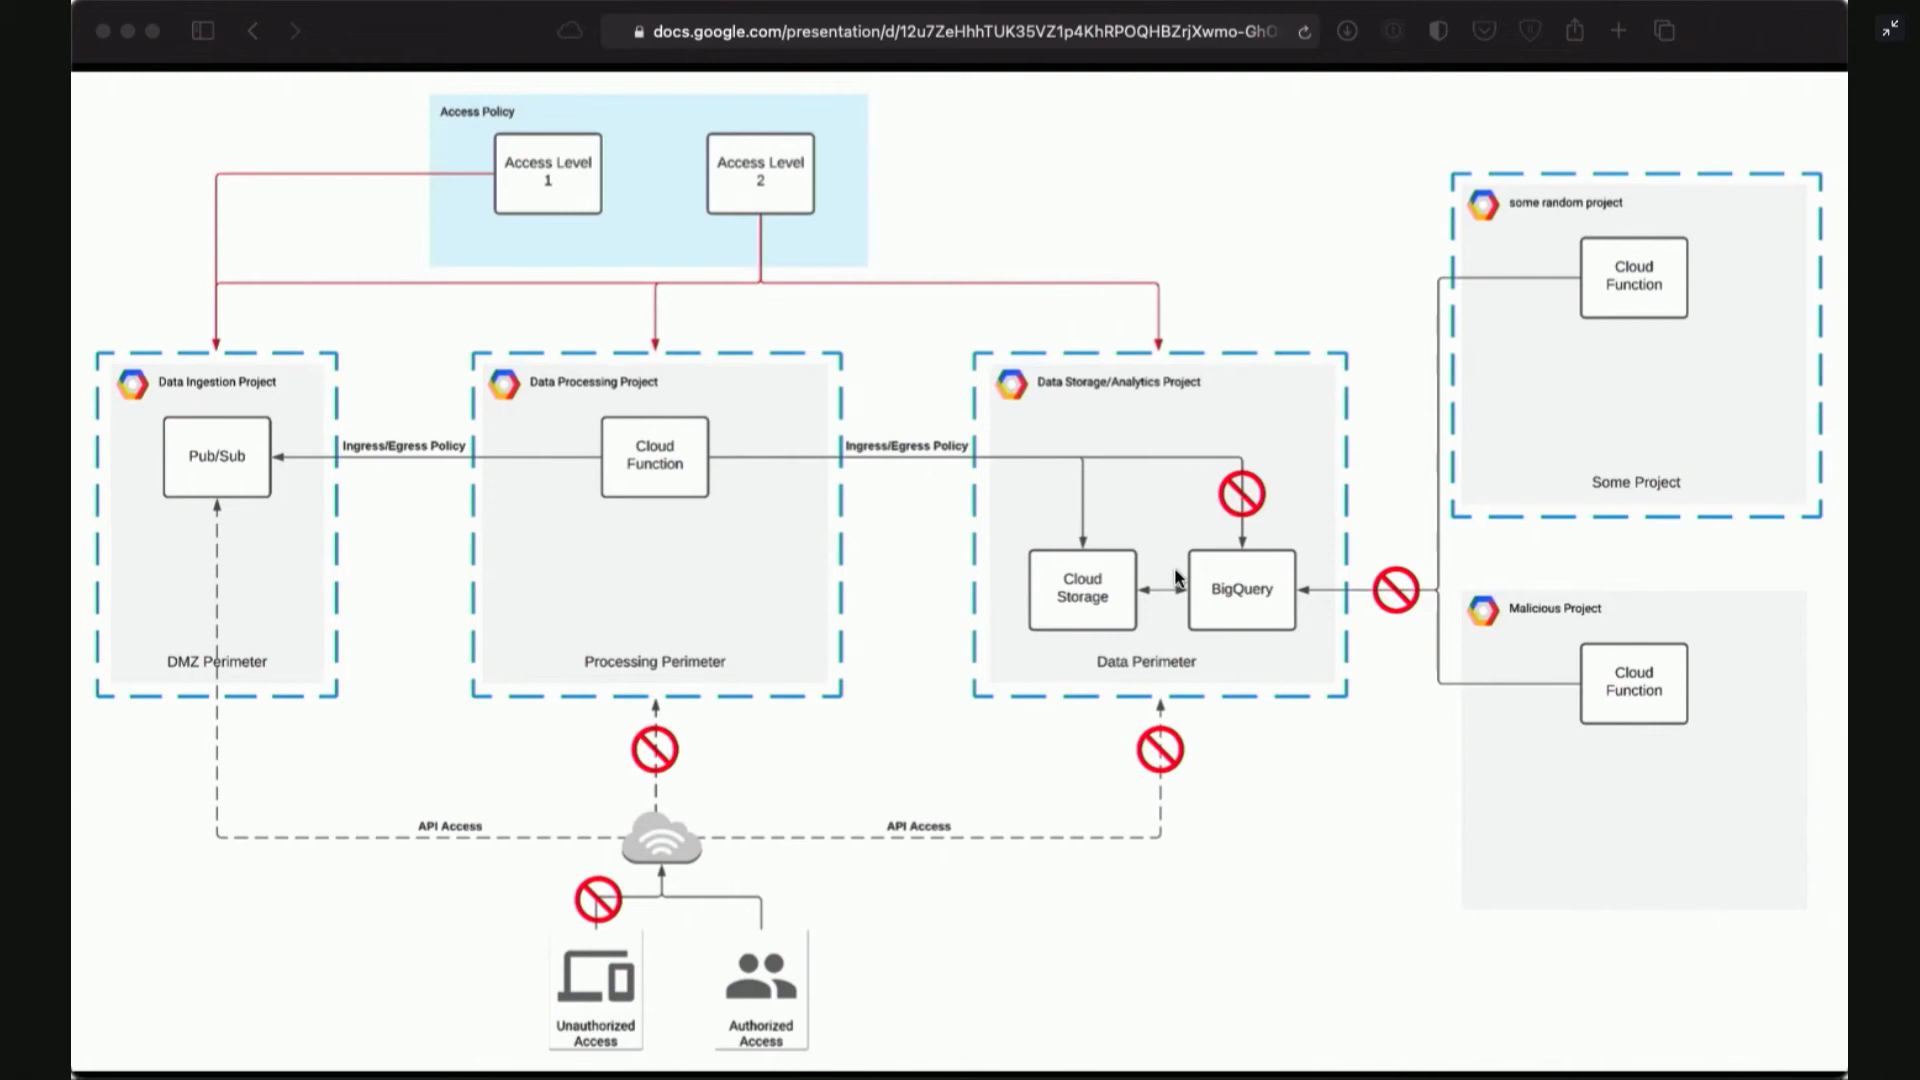 docs.google.com/presentation/d/12u7ZeHhhTUK35VZ1p4KhRPOQHBZrjXwmo-GhO
Access Policy
Access Level
1
Access Level
2
some random project
Cloud
Function
Some Project
Data Ingestion Project
Pub/Sub
DMZ Perimeter
Ingress/Egress Policy
Data Processing Project
Cloud
Function
Processing Perimeter
Ingress/Egress Policy
Data Storage/Analytics Project
Cloud
Storage
BigQuery
Data Perimeter
Malicious Project
Cloud
Function
API Access
API Access
Unauthorized
Access
Authorized
Access